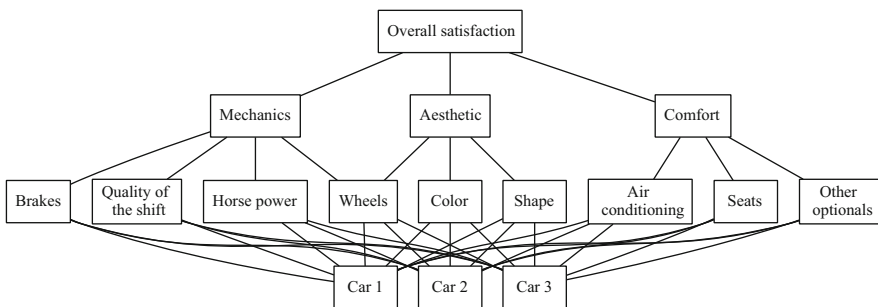 Overall satisfaction
Mechanics
Aesthetic
Comfort
Brakes
Quality of
the shift
Horse power
Wheels
Color
Shape
Air
conditioning
Seats
Other
optionals
Car 1
Car 2
Car 3